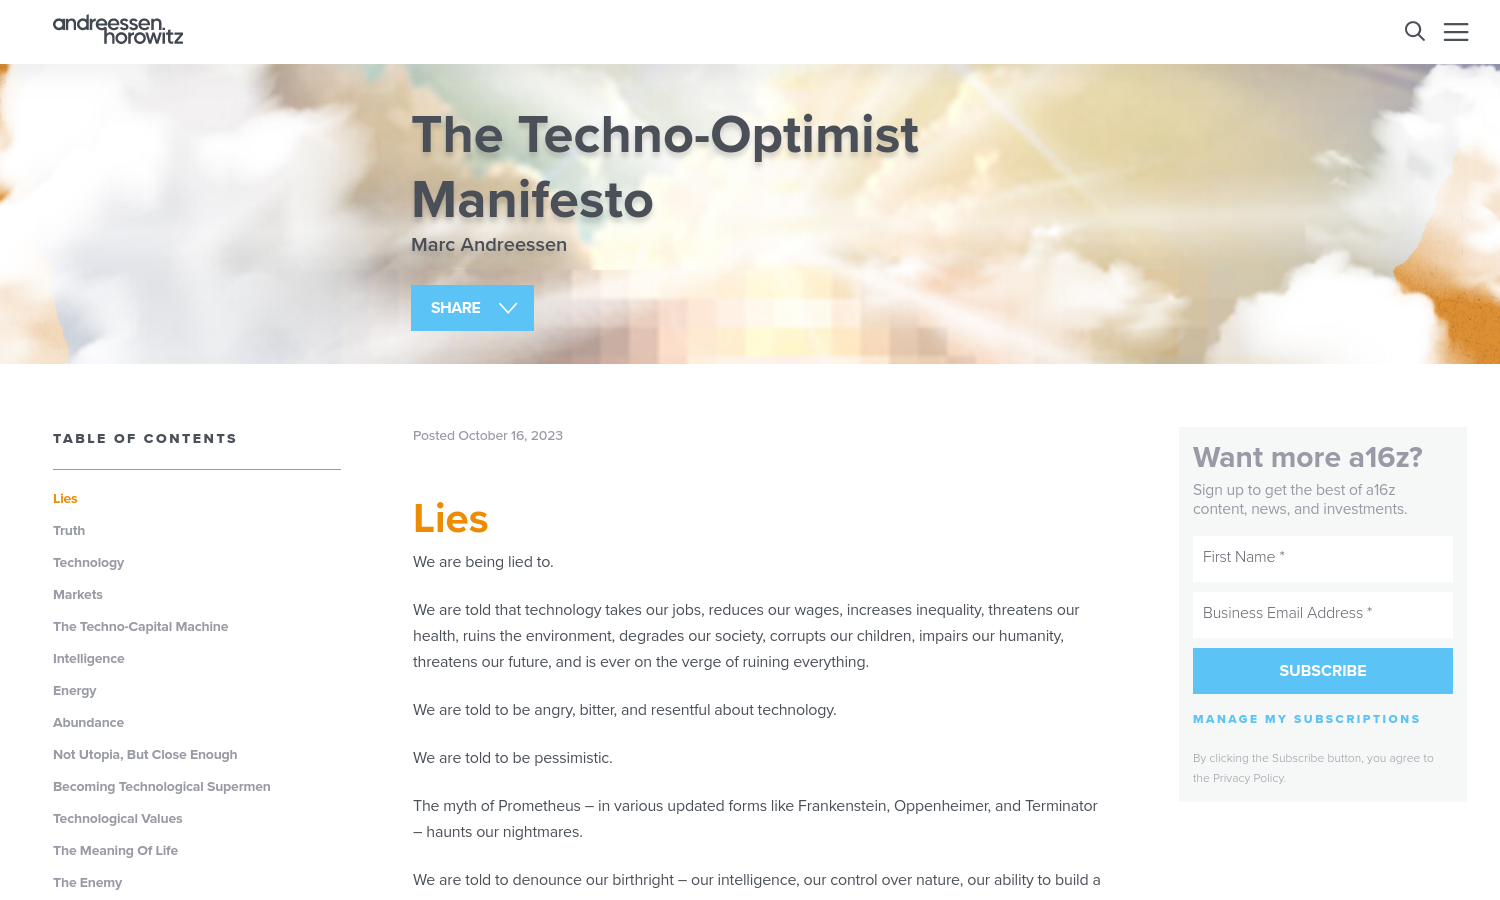 andreessen.
horowitz
The Techno-Optimist
Manifesto
Marc Andreessen
SHARE
TABLE OF CONTENTS
Lies
Truth
Technology
Markets
The Techno-Capital Machine
Intelligence
Energy
Abundance
Not Utopia, But Close Enough
Becoming Technological Supermen
Technological Values
The Meaning Of Life
The Enemy
Posted October 16, 2023
Lies
We are being lied to.
We are told that technology takes our jobs, reduces our wages, increases inequality, threatens our
health, ruins the environment, degrades our society, corrupts our children, impairs our humanity,
threatens our future, and is ever on the verge of ruining everything.
We are told to be angry, bitter, and resentful about technology.
We are told to be pessimistic.
The myth of Prometheus – in various updated forms like Frankenstein, Oppenheimer, and Terminator
– haunts our nightmares.
We are told to denounce our birthright – our intelligence, our control over nature, our ability to build a
Want more a16z?
Sign up to get the best of a16z
content, news, and investments.
First Name *
Business Email Address *
SUBSCRIBE
MANAGE MY SUBSCRIPTIONS
By clicking the Subscribe button, you agree to
the Privacy Policy.